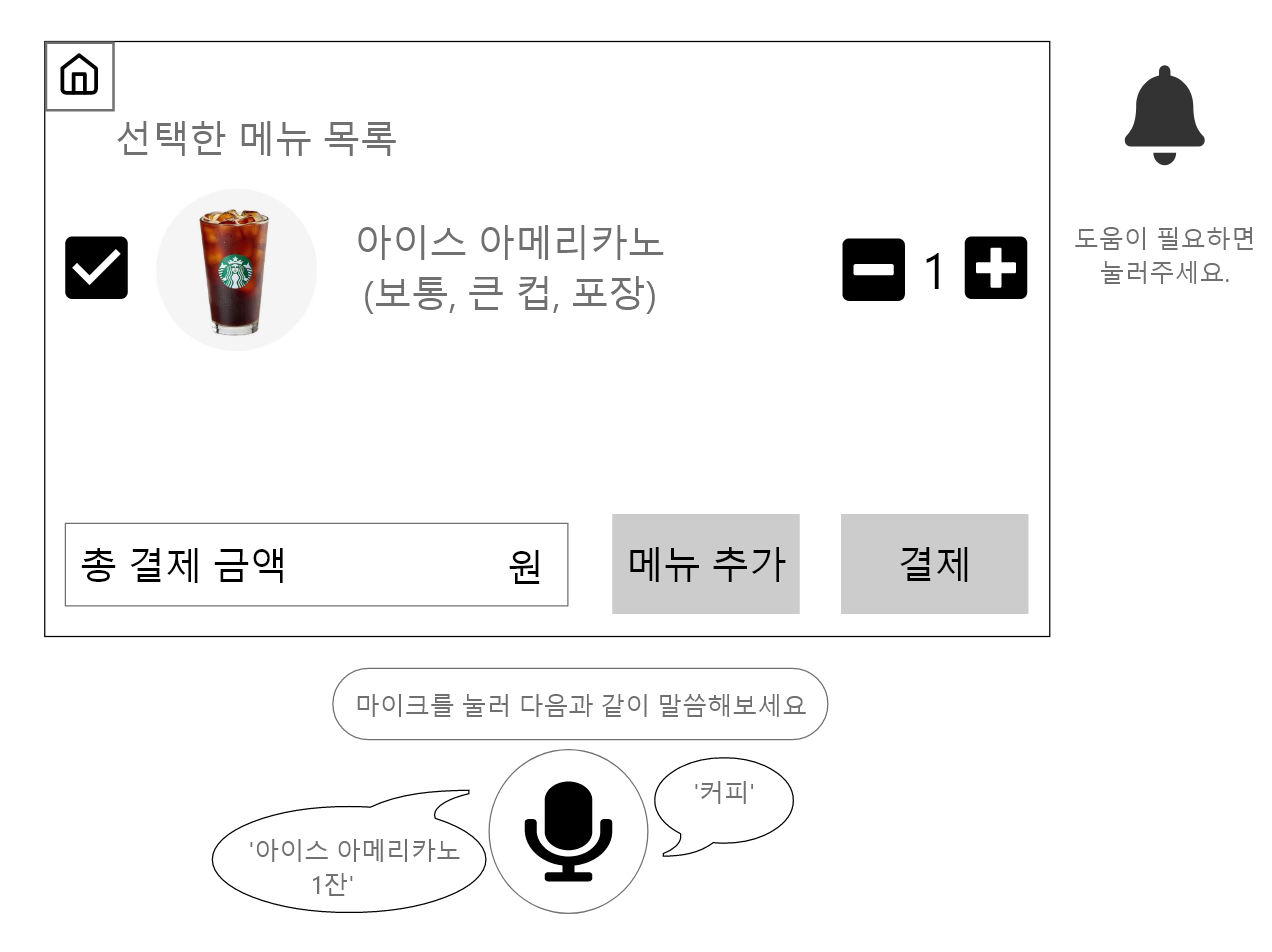 선택한 메뉴 목록
아이스 아메리카노
(보통, 큰 컵, 포장)
1
도움이 필요하면
눌러주세요.
총 결제 금액 원
메뉴 추가
결제
마이크를 눌러 다음과 같이 말씀해보세요
'커피'
'아이스 아메리카노
1잔'